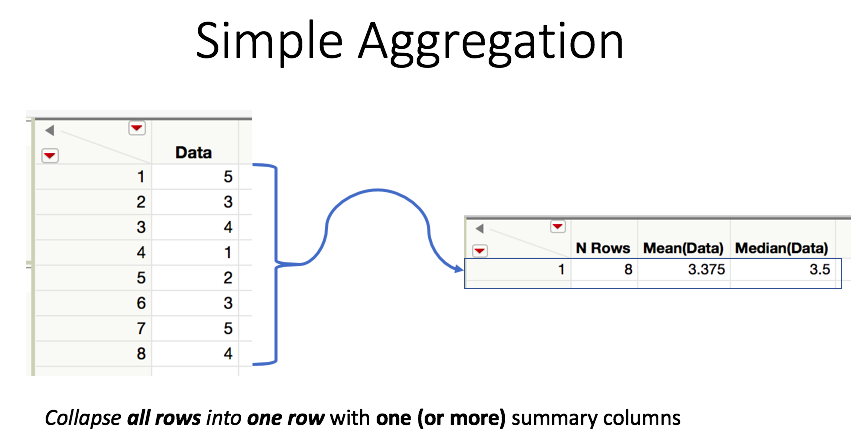 Simple Aggregation
Data
1 5
2 3
3 4
4 1
5 2
6 3
7 5
8 4
N Rows Mean(Data) Median(Data)
1 8 3.375 3.5
Collapse all rows into one row with one (or more) summary columns